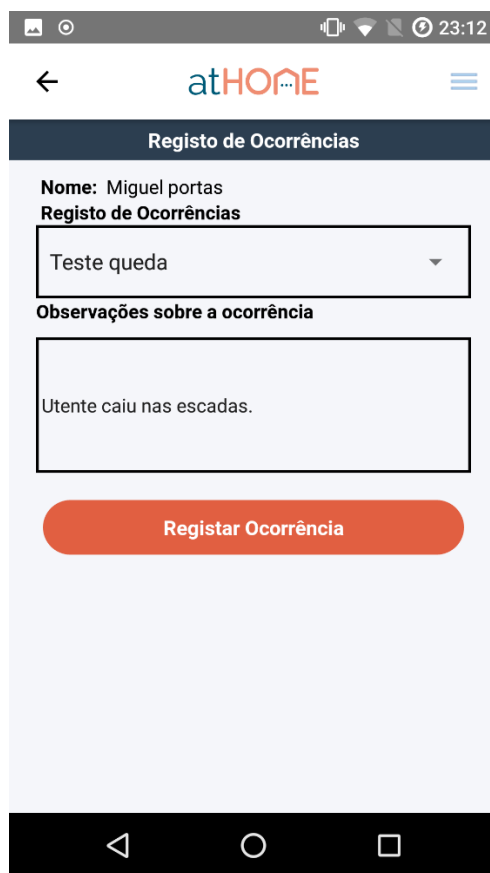 23:12
atHOME
Registo de Ocorrências
Nome: Miguel portas
Registo de Ocorrências
Teste queda
Observações sobre a ocorrência
Utente caiu nas escadas.
Registar Ocorrência